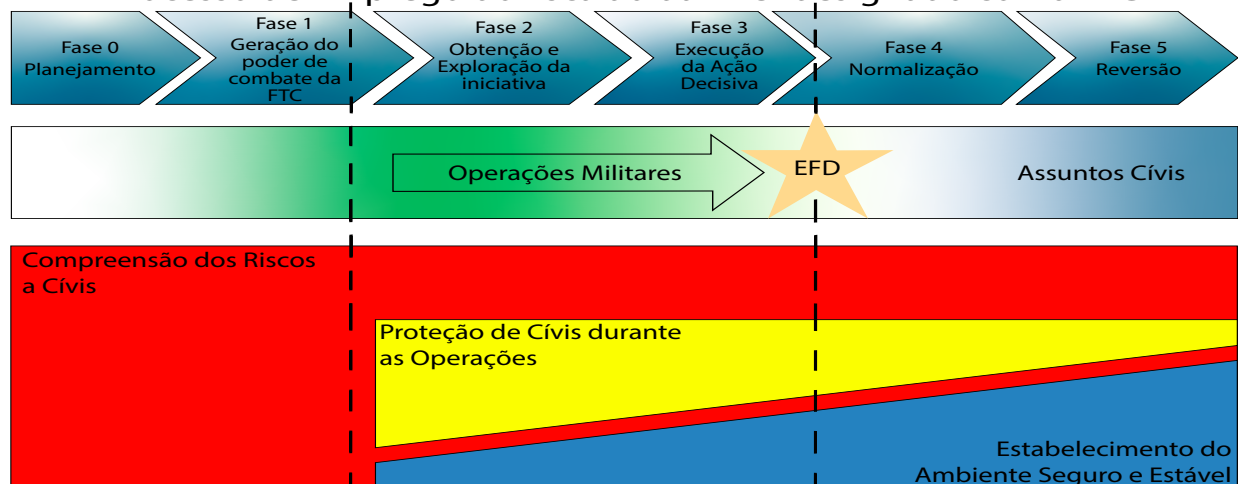 Fase 0
Planejamento
Fase 1
Geração do
poder de
combate da
FTC
Fase 2
Obtenção e
Exploração da
iniciativa
Fase 3
Execução
da Ação
Decisiva
Fase 4
Normalização
Fase 5
Reversão
Operações Militares
EFD
Assuntos Cívis
Compreensão dos Riscos
a Cívis
Proteção de Cívis durante
as Operações
Estabelecimento do
Ambiente Seguro e Estável